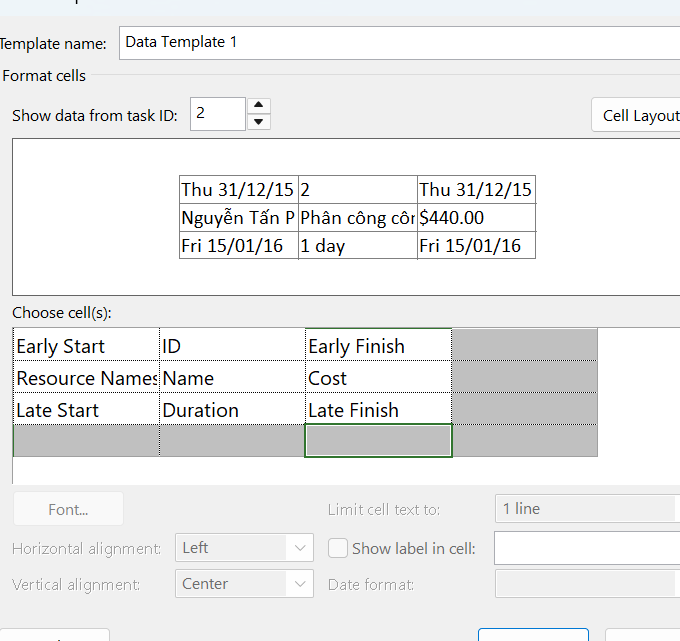 Template name: Data Template 1
Format cells
Show data from task ID: 2 Cell Layout
Thu 31/12/15 2 Thu 31/12/15
Nguyễn Tấn P Phân công côn $440.00
Fri 15/01/16 1 day Fri 15/01/16
Choose cell(s):
Early Start ID Early Finish
Resource Names Name Cost
Late Start Duration Late Finish
Font... Limit cell text to: 1 line
Horizontal alignment: Left Show label in cell:
Vertical alignment: Center Date format: